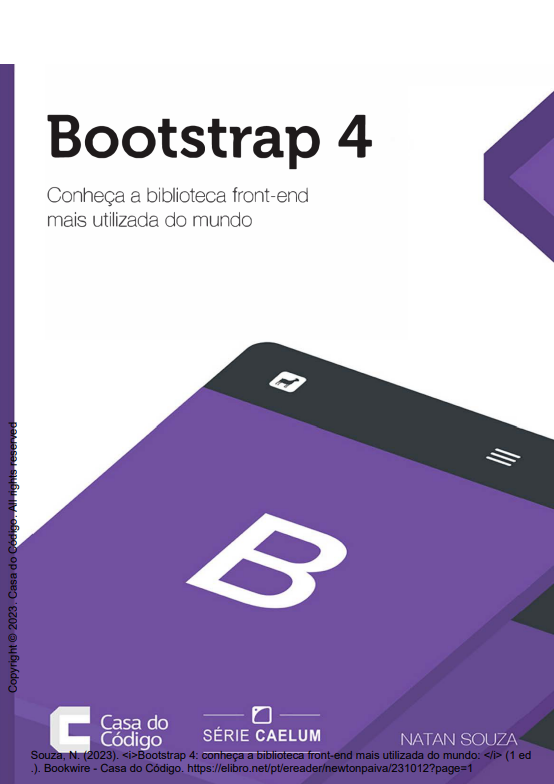 Bootstrap 4
Conheça a biblioteca front-end
mais utilizada do mundo
B
Copyright © 2023. Casa do Código. All rights reserved
Casa do
Código
SÉRIE CAELUM
NATAN SOUZA
Souza, N. (2023). <i>Bootstrap 4: conheça a biblioteca front-end mais utilizada do mundo: </i> (1 ed
.). Bookwire - Casa do Código. https://elibro.net/pt/ereader/newtonpaiva/231012?page=1